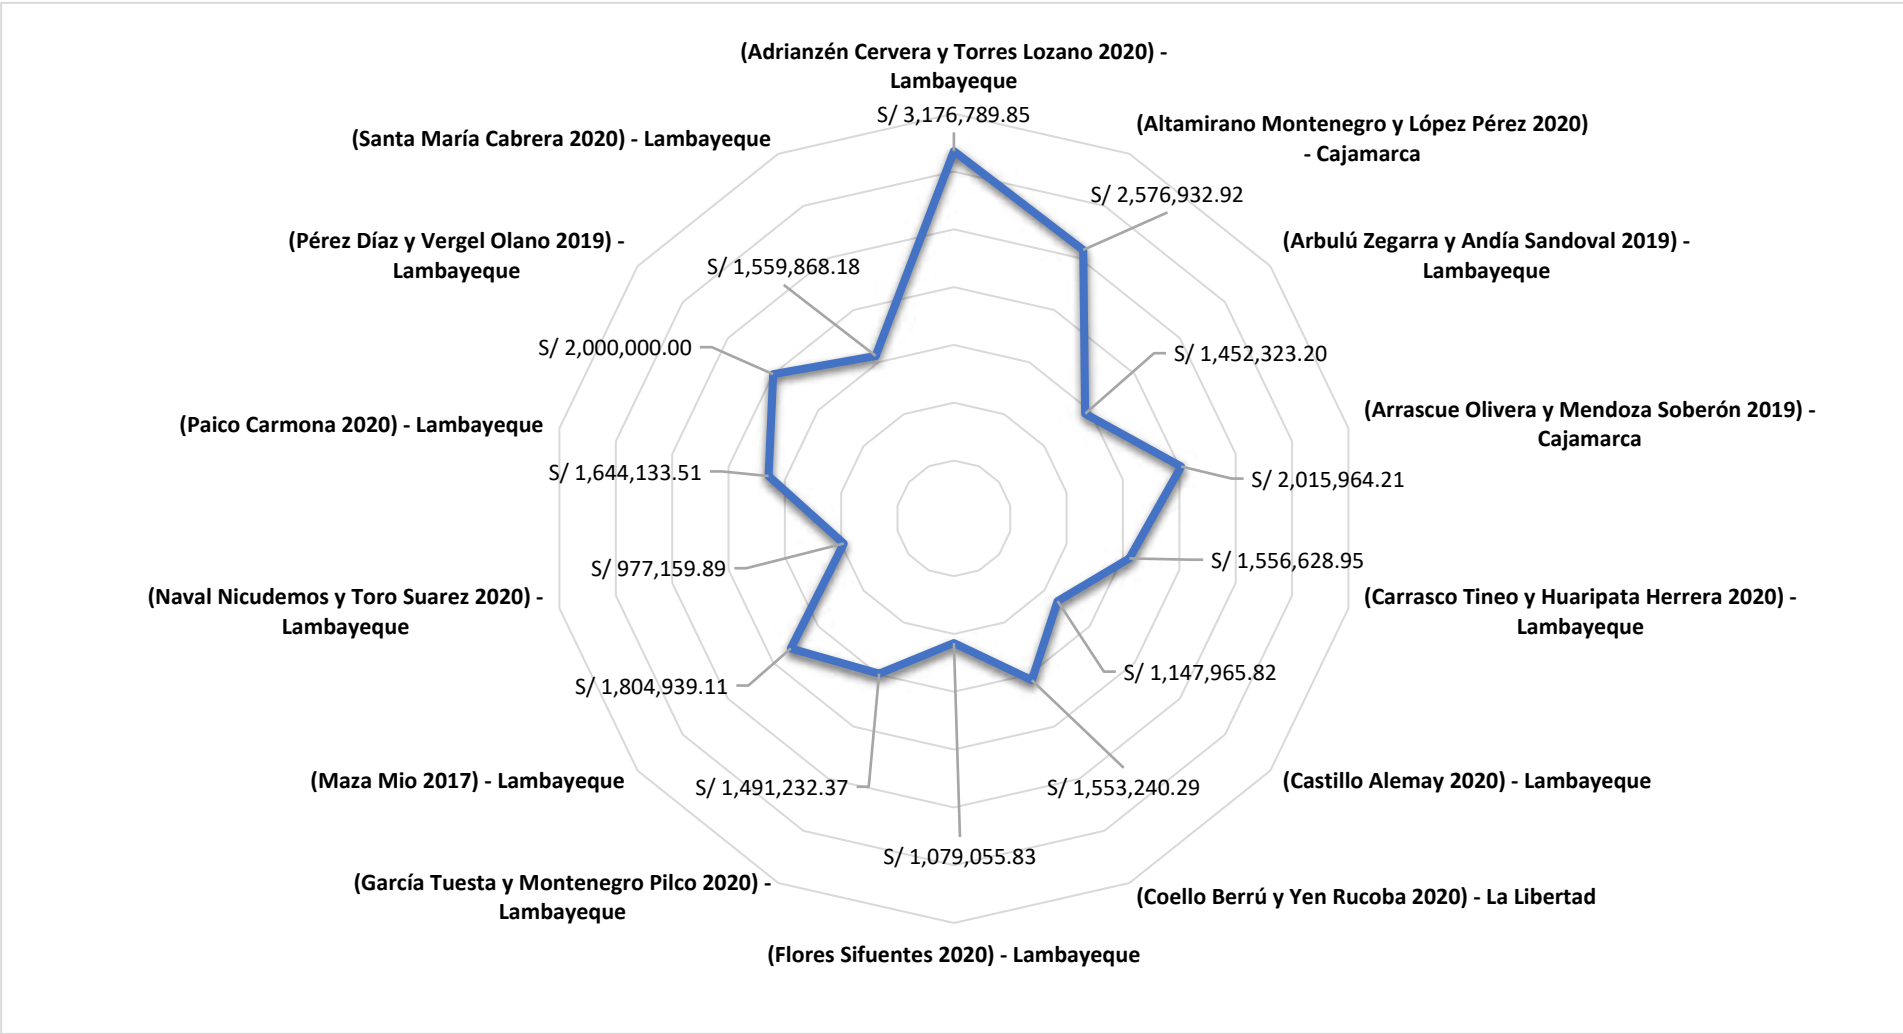 (Adrianzén Cervera y Torres Lozano 2020) -
Lambayeque
S/ 3,176,789.85
(Altamirano Montenegro y López Pérez 2020)
- Cajamarca
S/ 2,576,932.92
(Arbulú Zegarra y Andía Sandoval 2019) -
Lambayeque
S/ 1,452,323.20
(Arrascue Olivera y Mendoza Soberón 2019) -
Cajamarca
S/ 2,015,964.21
(Carrasco Tineo y Huaripata Herrera 2020) -
Lambayeque
S/ 1,556,628.95
(Castillo Alemay 2020) - Lambayeque
S/ 1,147,965.82
(Coello Berrú y Yen Rucoba 2020) - La Libertad
S/ 1,553,240.29
(Flores Sifuentes 2020) - Lambayeque
S/ 1,079,055.83
(García Tuesta y Montenegro Pilco 2020) -
Lambayeque
S/ 1,491,232.37
(Maza Mio 2017) - Lambayeque
S/ 1,804,939.11
(Naval Nicudemos y Toro Suarez 2020) -
Lambayeque
S/ 977,159.89
(Paico Carmona 2020) - Lambayeque
S/ 1,644,133.51
(Pérez Díaz y Vergel Olano 2019) -
Lambayeque
S/ 2,000,000.00
(Santa María Cabrera 2020) - Lambayeque
S/ 1,559,868.18